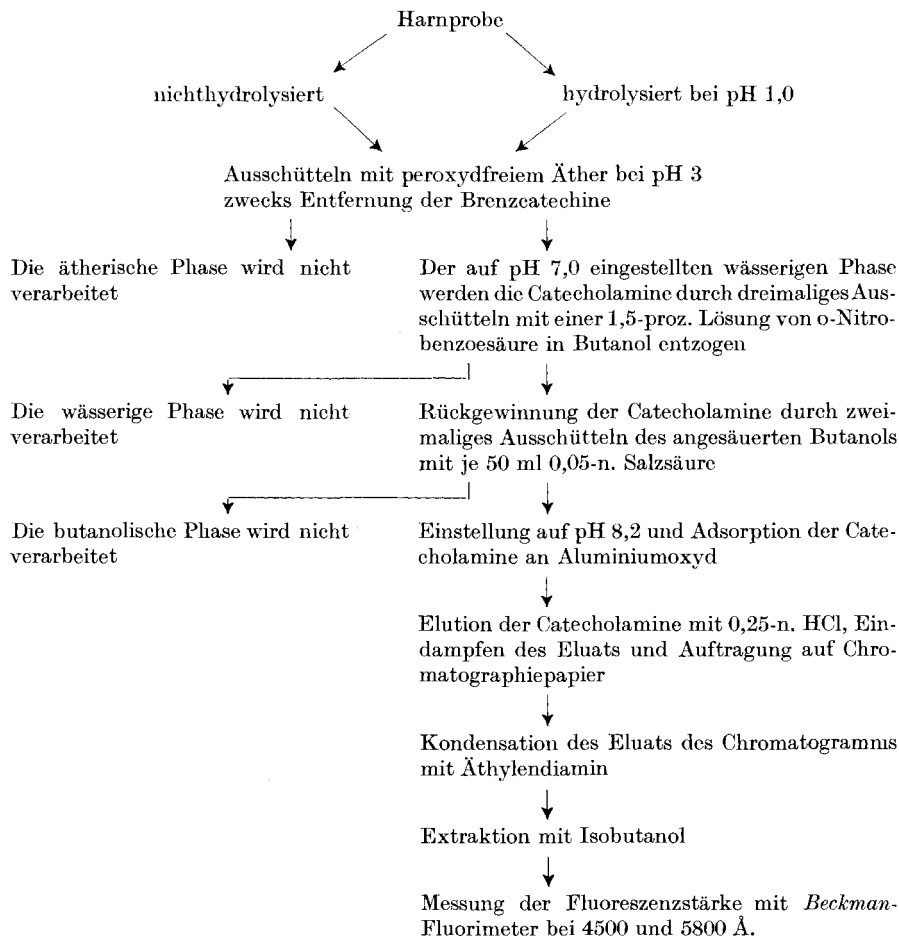 Harnprobe
nichthydrolysiert
hydrolysiert bei pH 1,0
Ausschütteln mit peroxydfreiem Äther bei pH 3
zwecks Entfernung der Brenzcatechine
Die ätherische Phase wird nicht
verarbeitet
Der auf pH 7,0 eingestellten wässerigen Phase
werden die Catecholamine durch dreimaliges Aus-
schütteln mit einer 1,5-proz. Lösung von o-Nitro-
benzoesäure in Butanol entzogen
Die wässerige Phase wird nicht
verarbeitet
Rückgewinnung der Catecholamine durch zwei-
maliges Ausschütteln des angesäuerten Butanols
mit je 50 ml 0,05-n. Salzsäure
Die butanolische Phase wird nicht
verarbeitet
Einstellung auf pH 8,2 und Adsorption der Cate-
cholamine an Aluminiumoxyd
Elution der Catecholamine mit 0,25-n. HCl, Ein-
dampfen des Eluats und Auftragung auf Chro-
matographiepapier
Kondensation des Eluats des Chromatogramms
mit Äthylendiamin
Extraktion mit Isobutanol
Messung der Fluoreszenzstärke mit Beckman-
Fluorimeter bei 4500 und 5800 Å.